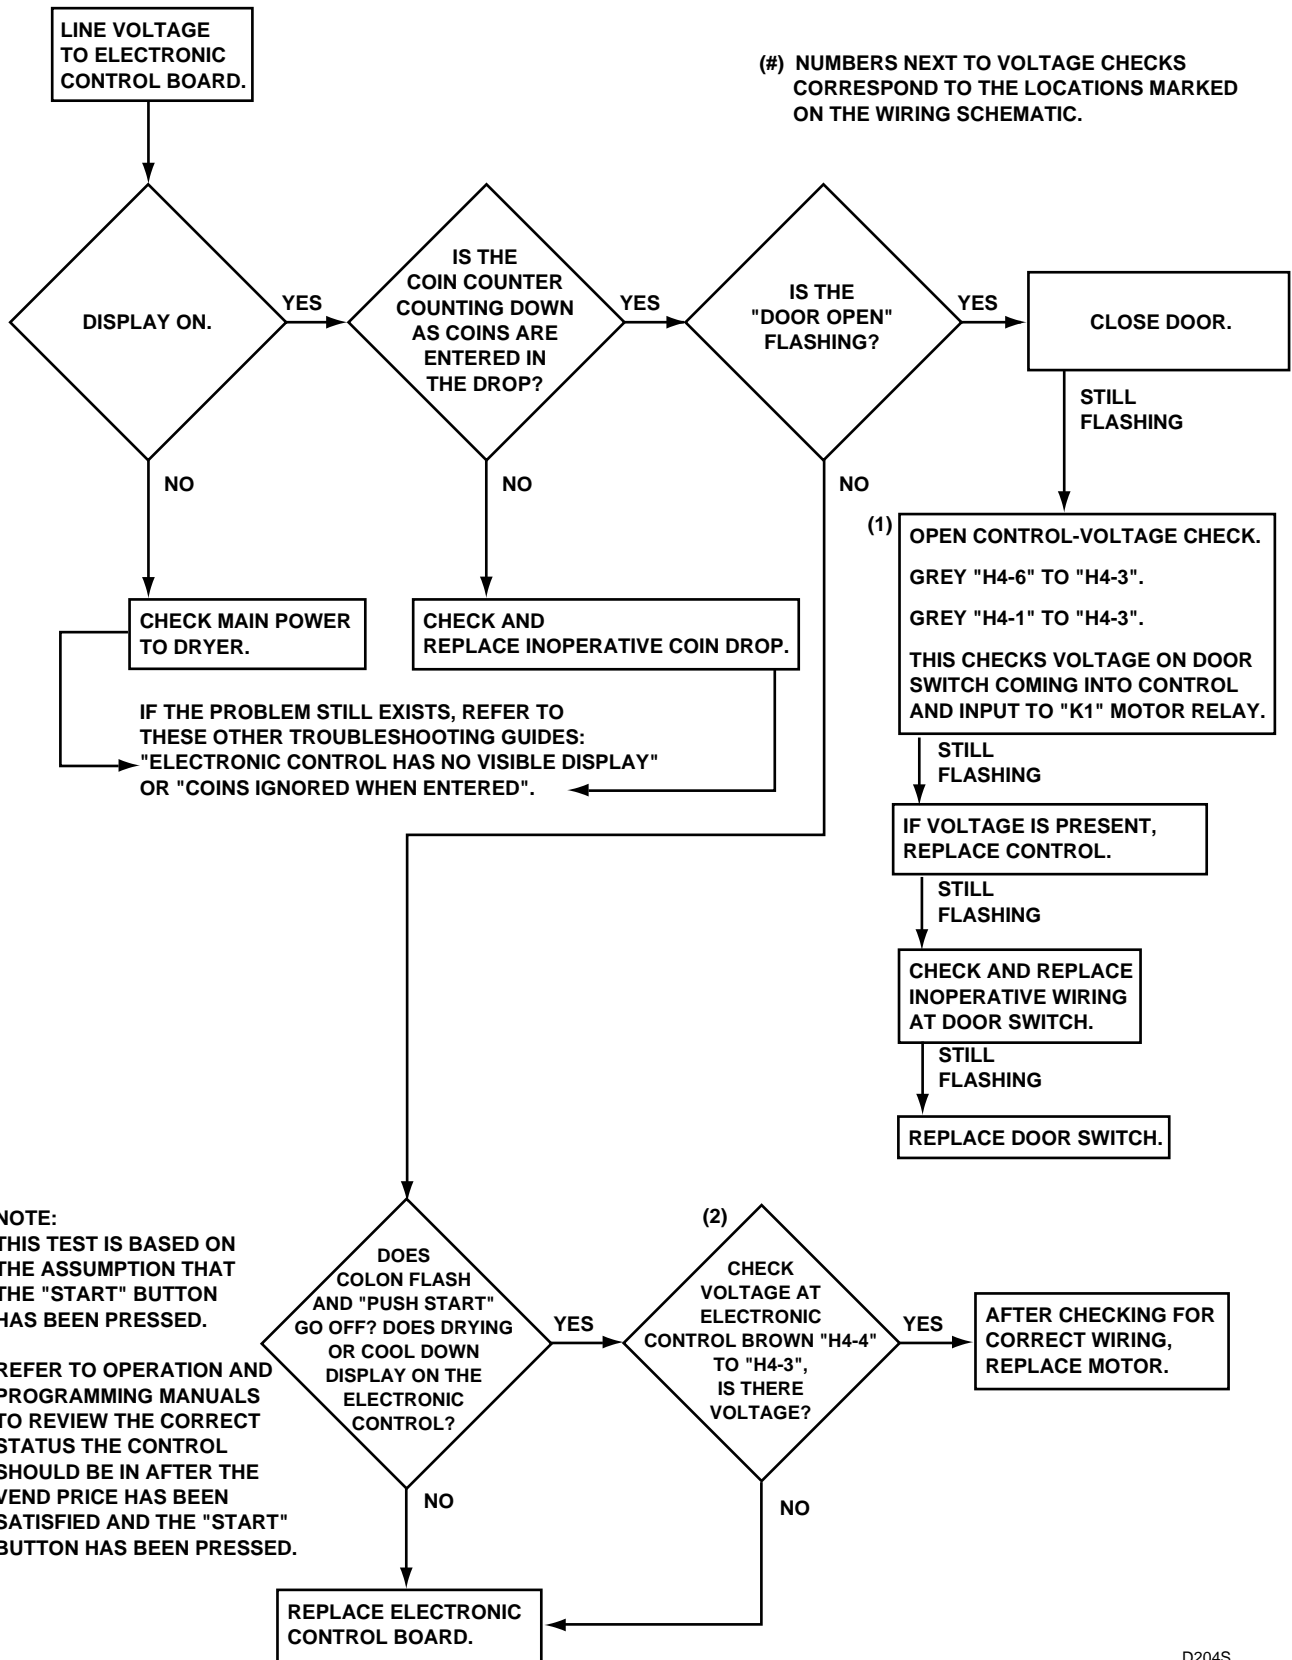 LINE VOLTAGE
TO ELECTRONIC
CONTROL BOARD.
(#) NUMBERS NEXT TO VOLTAGE CHECKS
CORRESPOND TO THE LOCATIONS MARKED
ON THE WIRING SCHEMATIC.
DISPLAY ON.
YES
IS THE
COIN COUNTER
COUNTING DOWN
AS COINS ARE
ENTERED IN
THE DROP?
YES
IS THE
"DOOR OPEN"
FLASHING?
YES
CLOSE DOOR.
STILL
FLASHING
NO
NO
NO
CHECK MAIN POWER
TO DRYER.
CHECK AND
REPLACE INOPERATIVE COIN DROP.
IF THE PROBLEM STILL EXISTS, REFER TO
THESE OTHER TROUBLESHOOTING GUIDES:
"ELECTRONIC CONTROL HAS NO VISIBLE DISPLAY"
OR "COINS IGNORED WHEN ENTERED".
(1)
OPEN CONTROL-VOLTAGE CHECK.
GREY "H4-6" TO "H4-3".
GREY "H4-1" TO "H4-3".
THIS CHECKS VOLTAGE ON DOOR
SWITCH COMING INTO CONTROL
AND INPUT TO "K1" MOTOR RELAY.
STILL
FLASHING
IF VOLTAGE IS PRESENT,
REPLACE CONTROL.
STILL
FLASHING
CHECK AND REPLACE
INOPERATIVE WIRING
AT DOOR SWITCH.
STILL
FLASHING
REPLACE DOOR SWITCH.
NOTE:
THIS TEST IS BASED ON
THE ASSUMPTION THAT
THE "START" BUTTON
HAS BEEN PRESSED.
REFER TO OPERATION AND
PROGRAMMING MANUALS
TO REVIEW THE CORRECT
STATUS THE CONTROL
SHOULD BE IN AFTER THE
VEND PRICE HAS BEEN
SATISFIED AND THE "START"
BUTTON HAS BEEN PRESSED.
DOES
COLON FLASH
AND "PUSH START"
GO OFF? DOES DRYING
OR COOL DOWN
DISPLAY ON THE
ELECTRONIC
CONTROL?
YES
(2)
CHECK
VOLTAGE AT
ELECTRONIC
CONTROL BROWN "H4-4"
TO "H4-3",
IS THERE
VOLTAGE?
YES
AFTER CHECKING FOR
CORRECT WIRING,
REPLACE MOTOR.
NO
NO
REPLACE ELECTRONIC
CONTROL BOARD.
D204S